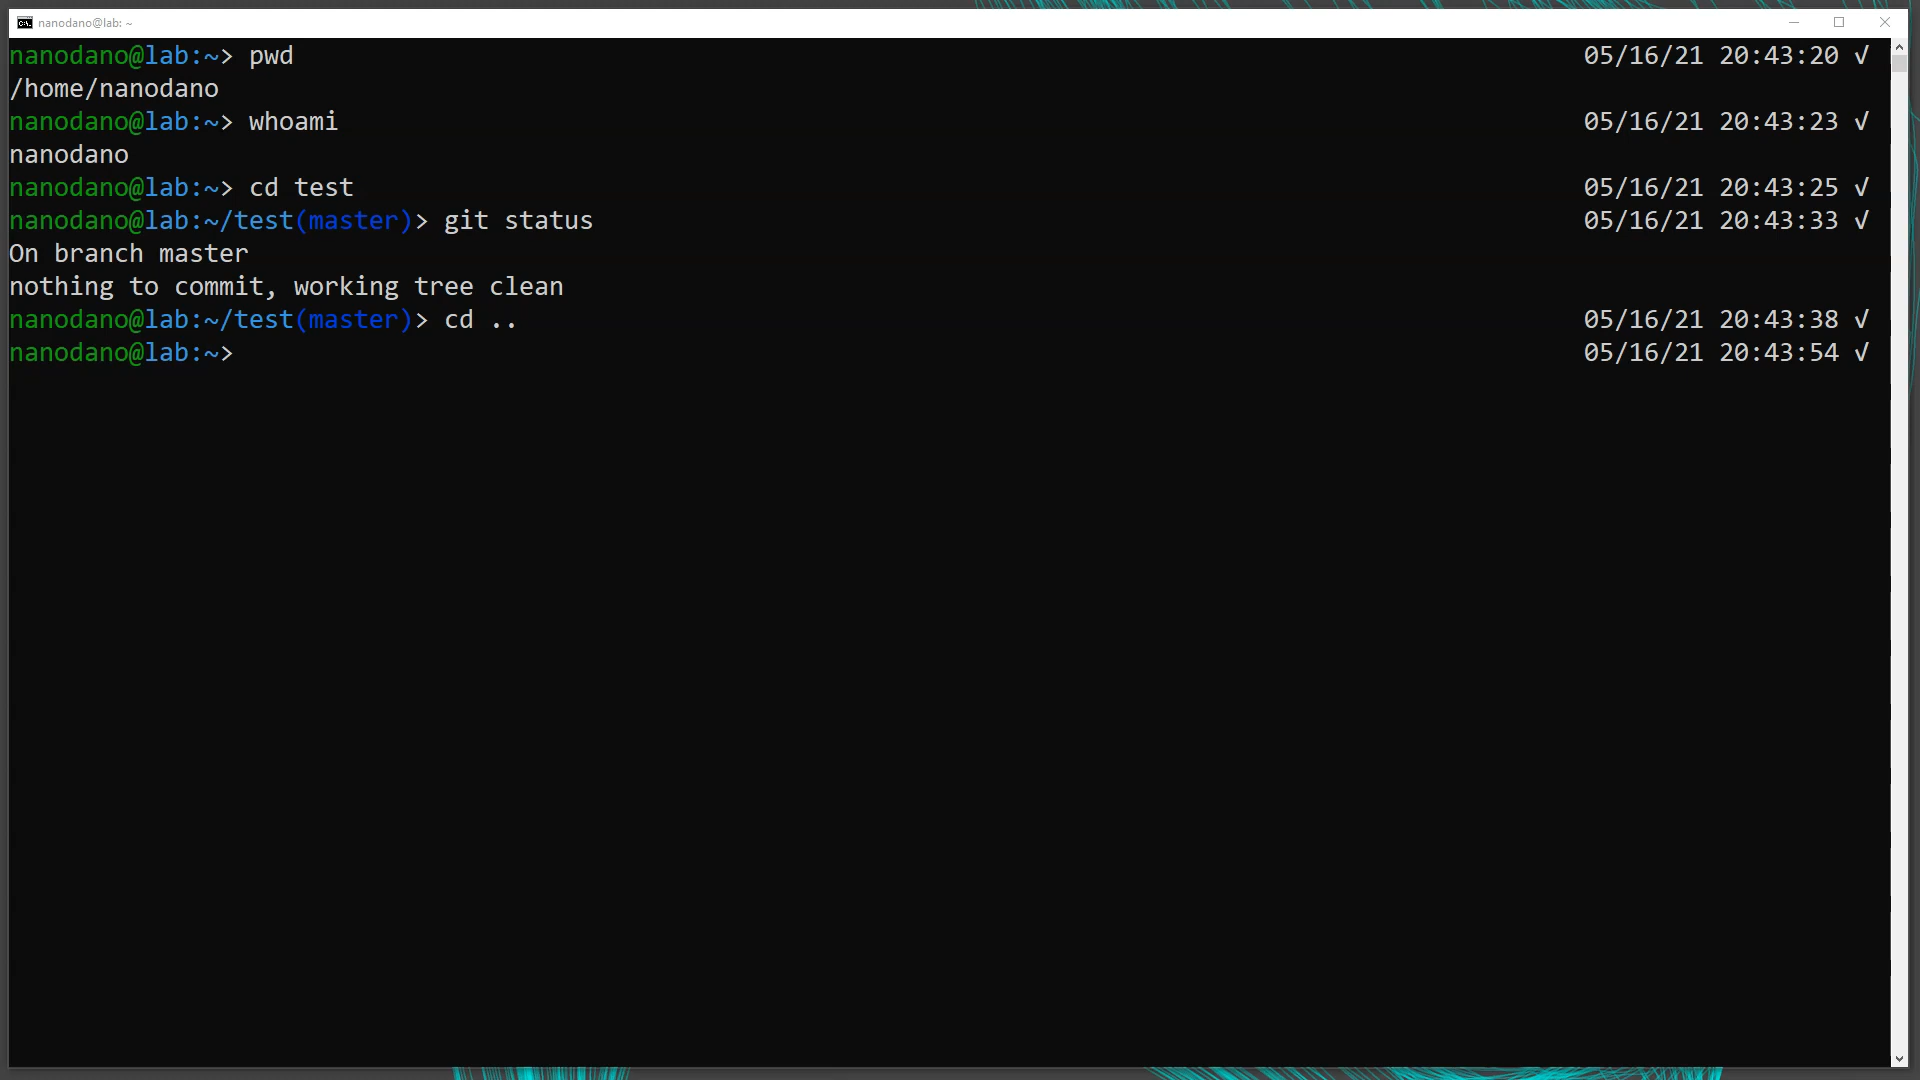 nanodano@lab: ~
nanodano@lab:~> pwd 05/16/21 20:43:20 √
/home/nanodano
nanodano@lab:~> whoami 05/16/21 20:43:23 √
nanodano
nanodano@lab:~> cd test 05/16/21 20:43:25 √
nanodano@lab:~/test(master)> git status 05/16/21 20:43:33 √
On branch master
nothing to commit, working tree clean
nanodano@lab:~/test(master)> cd .. 05/16/21 20:43:38 √
nanodano@lab:~> 05/16/21 20:43:54 √